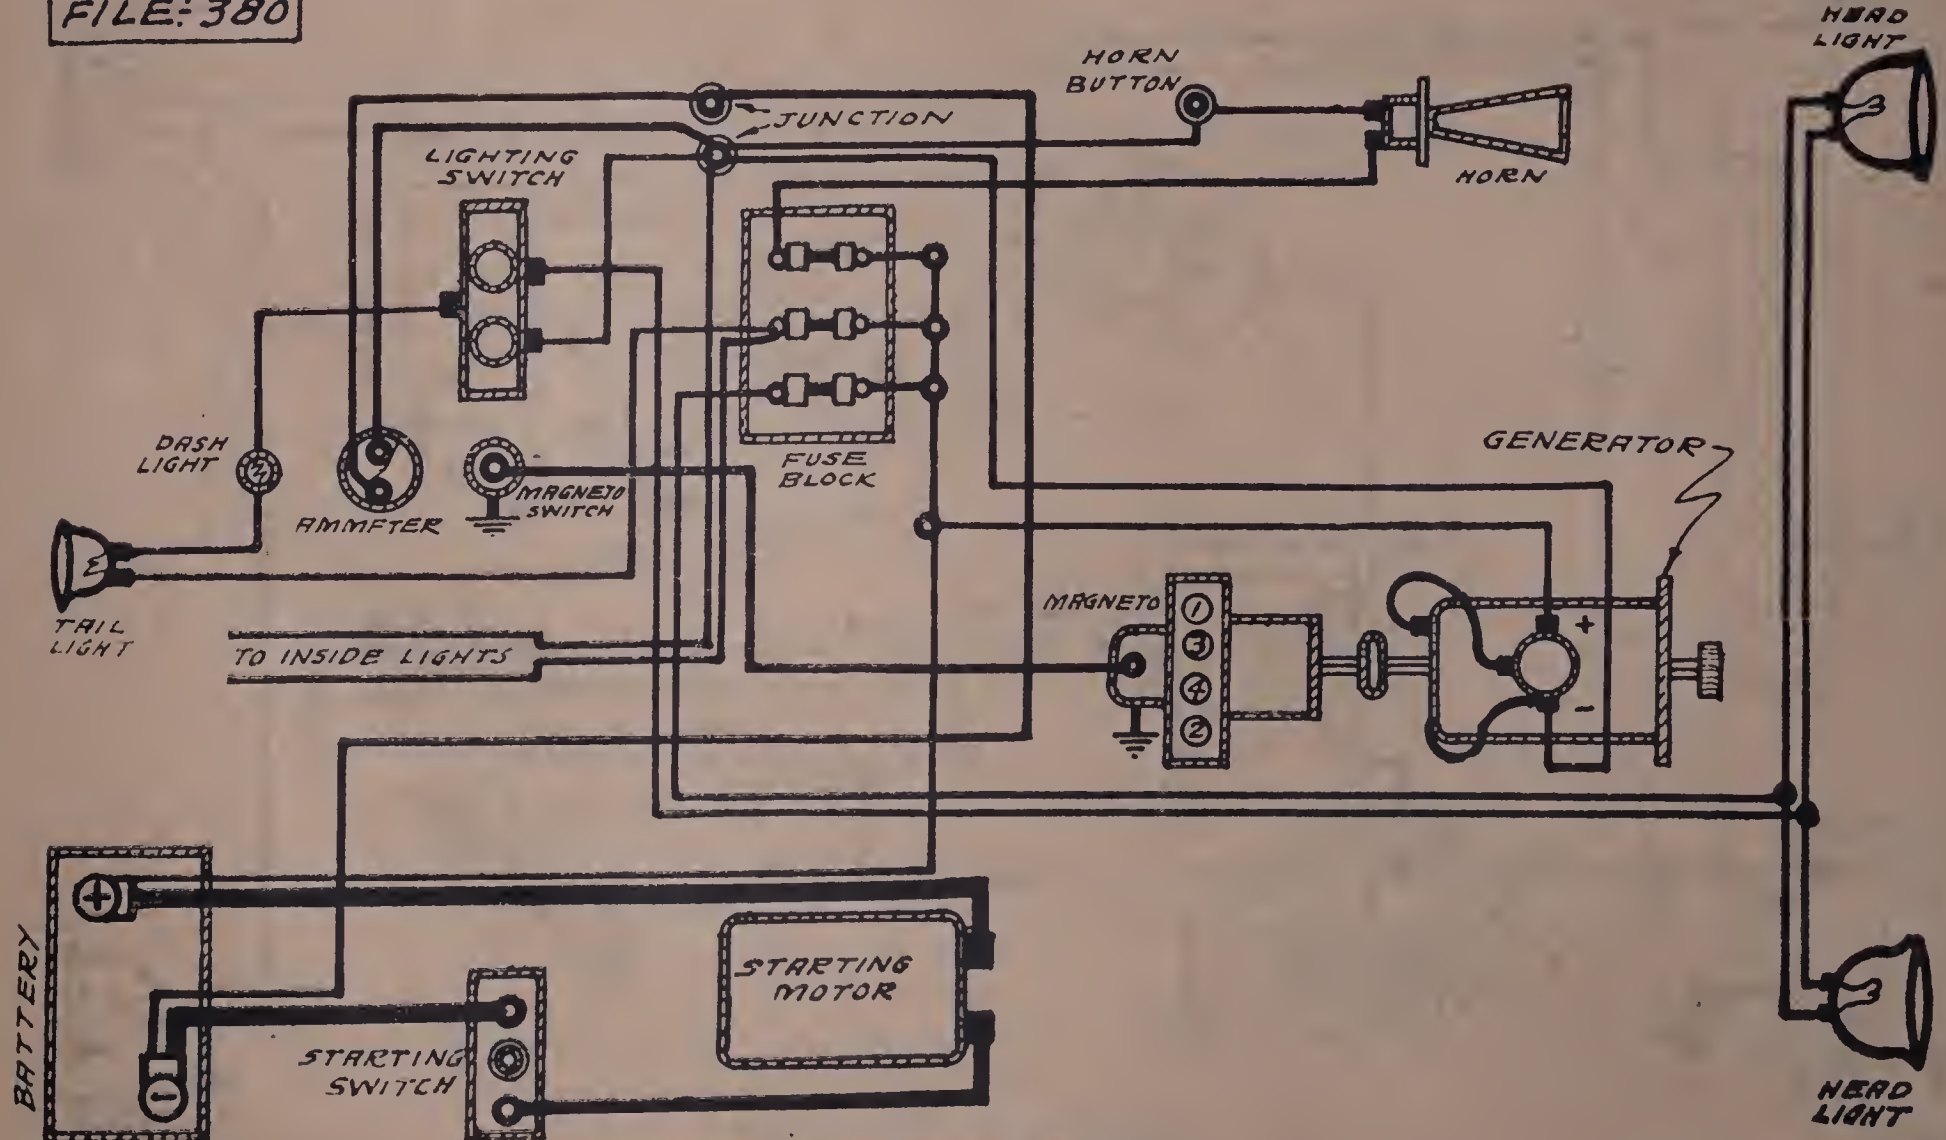 FILE:-380
HEAD
LIGHT
HORN
BUTTON
JUNCTION
LIGHTING
SWITCH
HORN
DASH
LIGHT
GENERATOR
FUSE
BLOCK
MAGNETO
SWITCH
AMMETER
MAGNETO
1
3
4
2
+
-
TAIL
LIGHT
TO INSIDE LIGHTS
BATTERY
+
-
STARTING
MOTOR
STARTING
SWITCH
HEAD
LIGHT